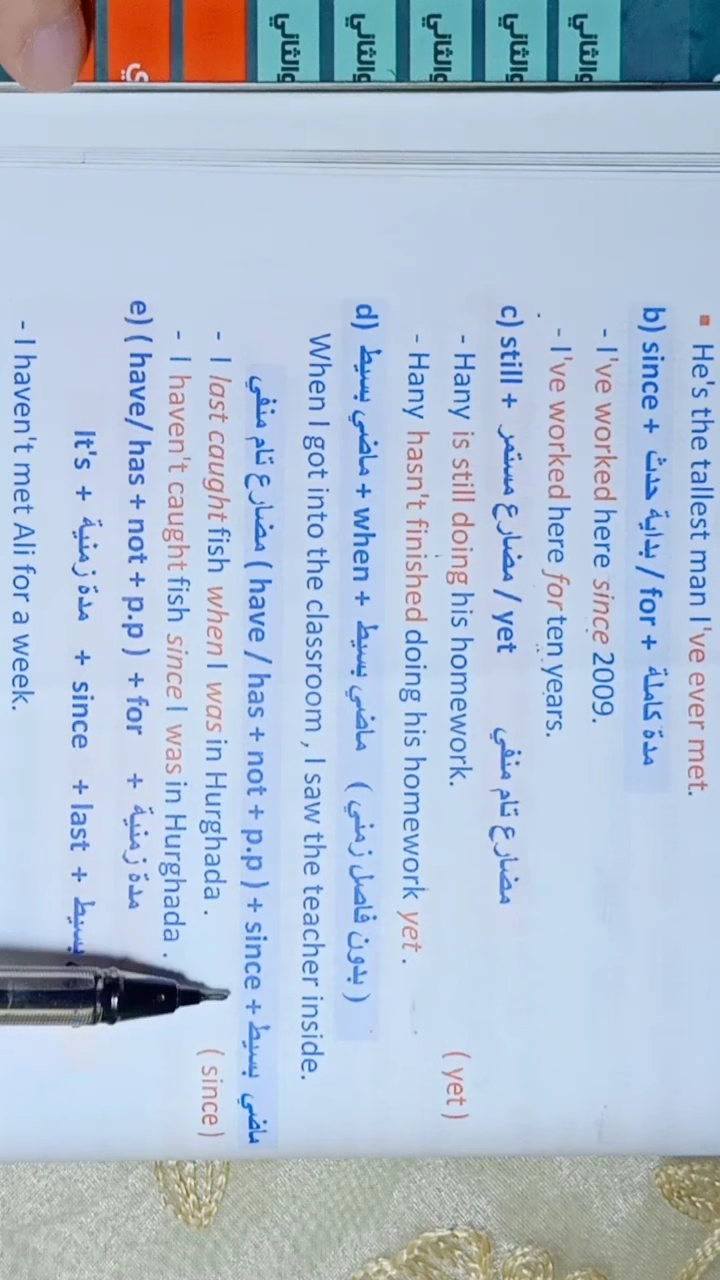 والثاني والثاني والثاني والثاني والثاني
ي
▪ He's the tallest man I've ever met.
b) since + بداية حدث / for + مدة كاملة
- I've worked here since 2009.
- I've worked here for ten years.
c) still + مضارع مستمر / yet مضارع تام منفي
- Hany is still doing his homework. ( yet )
- Hany hasn't finished doing his homework yet .
d) ماضي بسيط + when + ماضي بسيط ( بدون فاصل زمني )
When I got into the classroom , I saw the teacher inside.
مضارع تام منفي ( have / has + not + p.p ) + since + ماضي بسيط
- I last caught fish when I was in Hurghada . ( since )
- I haven't caught fish since I was in Hurghada .
e) ( have/ has + not + p.p ) + for + مدة زمنية
It's + مدة زمنية + since + last + بسيط
- I haven't met Ali for a week.